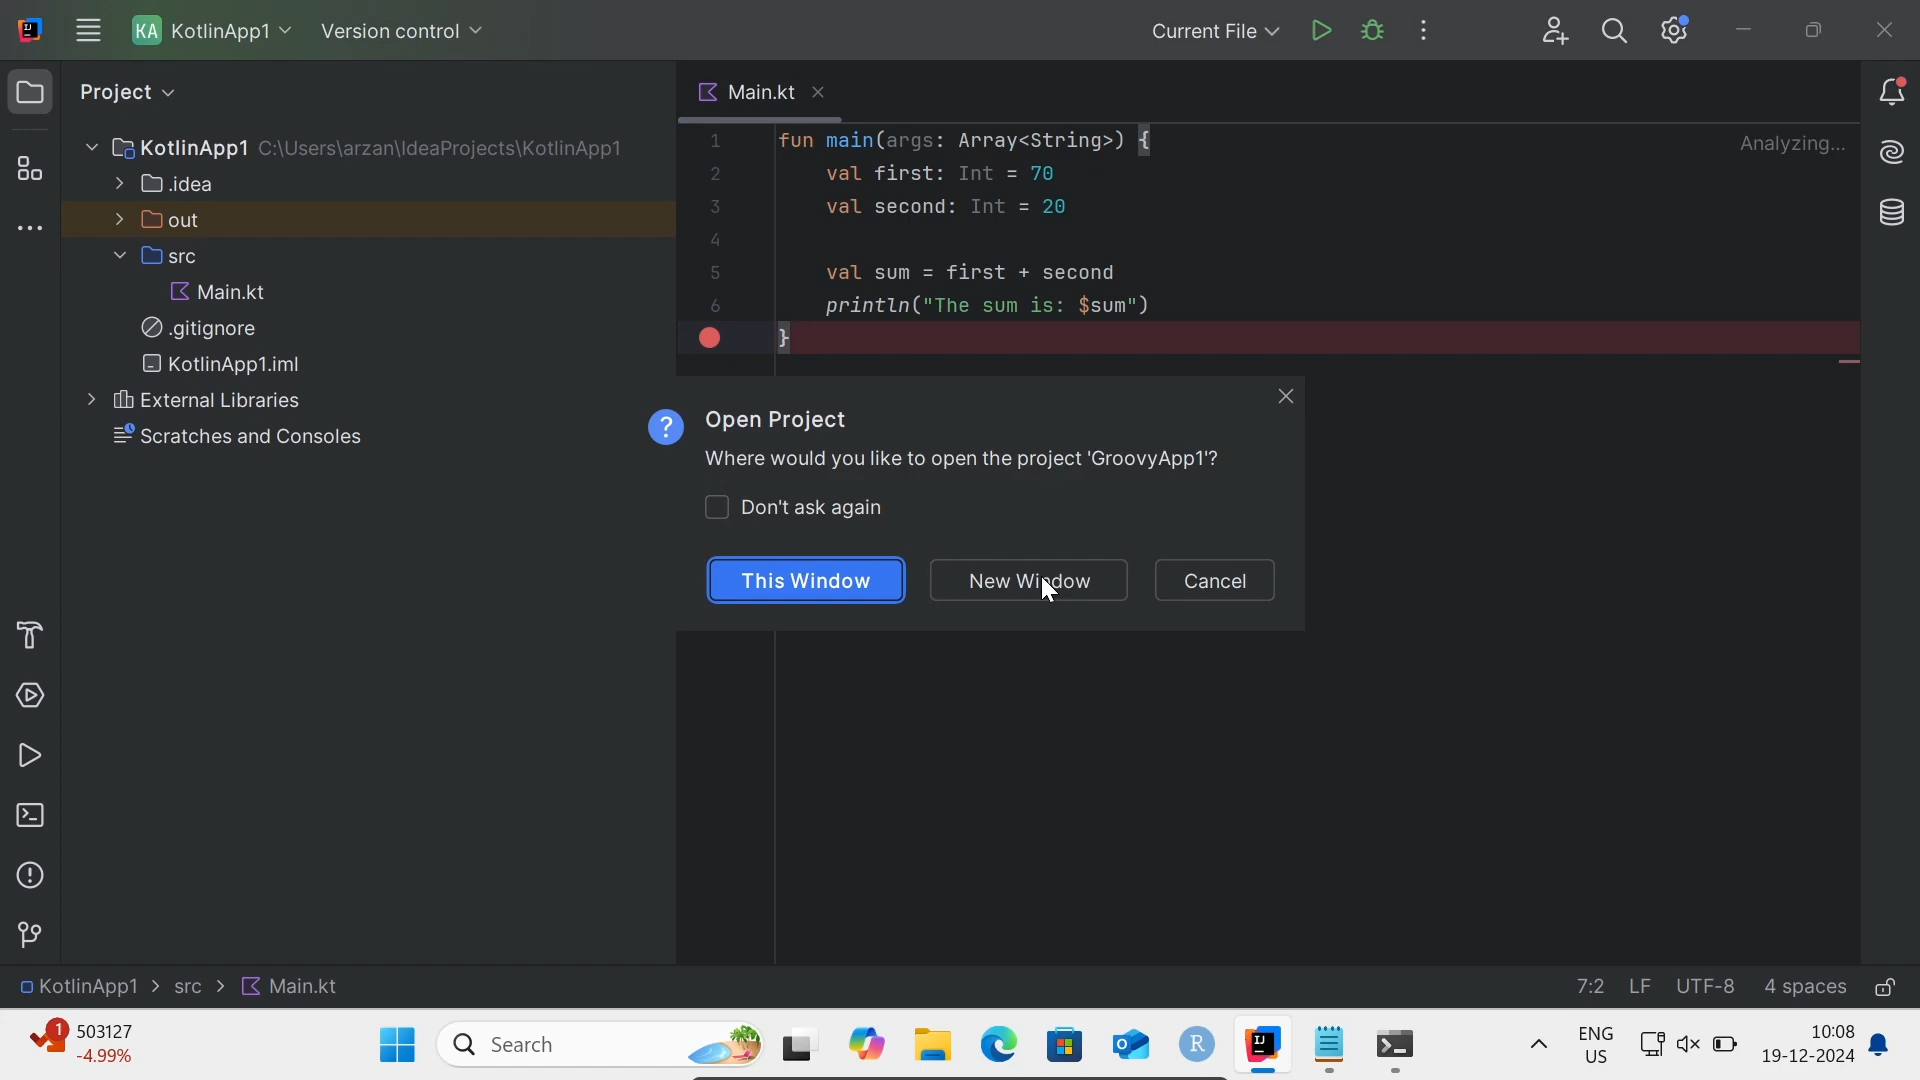 KA KotlinApp1 Version control Current File
Project
Main.kt
KotlinApp1 C:\Users\arzan\IdeaProjects\KotlinApp1
.idea
out
src
Main.kt
.gitignore
KotlinApp1.iml
External Libraries
Scratches and Consoles
Analyzing...
1 fun main(args: Array<String>) {
2 val first: Int = 70
3 val second: Int = 20
4
5 val sum = first + second
6 println("The sum is: $sum")
}
Open Project
Where would you like to open the project 'GroovyApp1'?
Don't ask again
This Window New Window Cancel
KotlinApp1 > src > Main.kt 7:2 LF UTF-8 4 spaces
1 503127
-4.99%
Search
ENG
US
10:08
19-12-2024